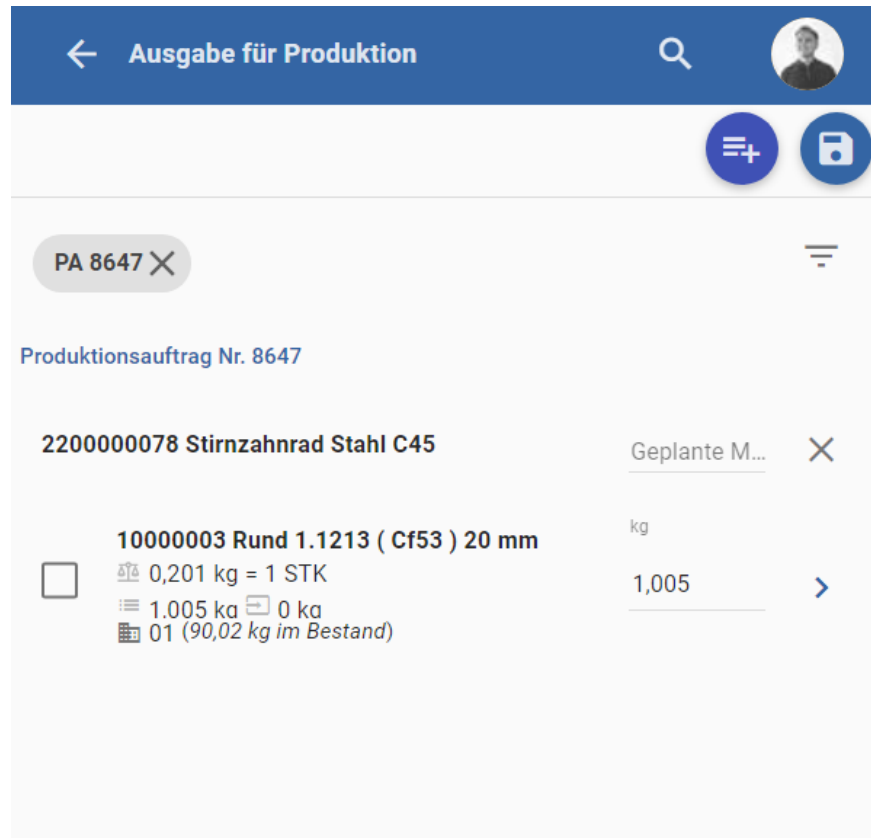 Ausgabe für Produktion
PA 8647
Produktionsauftrag Nr. 8647
2200000078 Stirnzahnrad Stahl C45
Geplante M...
10000003 Rund 1.1213 ( Cf53 ) 20 mm
kg
0,201 kg = 1 STK
1,005
1.005 kg 0 kg
01 (90,02 kg im Bestand)